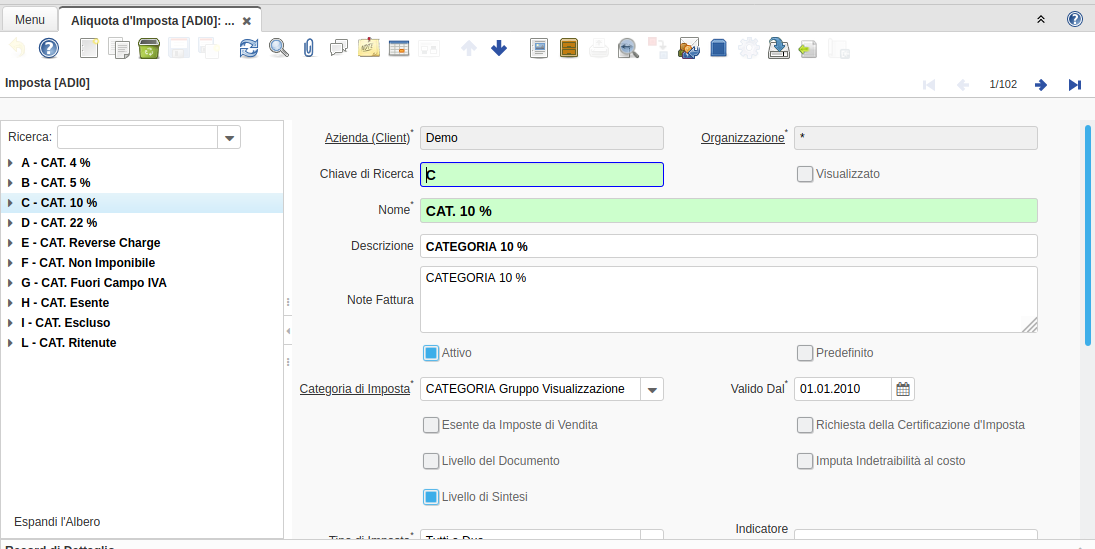 Menu Aliquota d'Imposta [ADI0]: ...
Imposta [ADI0] 1/102
Ricerca:
A - CAT. 4 %
B - CAT. 5 %
C - CAT. 10 %
D - CAT. 22 %
E - CAT. Reverse Charge
F - CAT. Non Imponibile
G - CAT. Fuori Campo IVA
H - CAT. Esente
I - CAT. Escluso
L - CAT. Ritenute
Espandi l'Albero
Azienda (Client)* Demo Organizzazione* *
Chiave di Ricerca C Visualizzato
Nome* CAT. 10 %
Descrizione CATEGORIA 10 %
Note Fattura CATEGORIA 10 %
Attivo Predefinito
Categoria di Imposta* CATEGORIA Gruppo Visualizzazione Valido Dal* 01.01.2010
Esente da Imposte di Vendita Richiesta della Certificazione d'Imposta
Livello del Documento Imputa Indetraibilità al costo
Livello di Sintesi
Indicatore
Tipo di Imposta* Tutti e Due
Record di Dettaglio